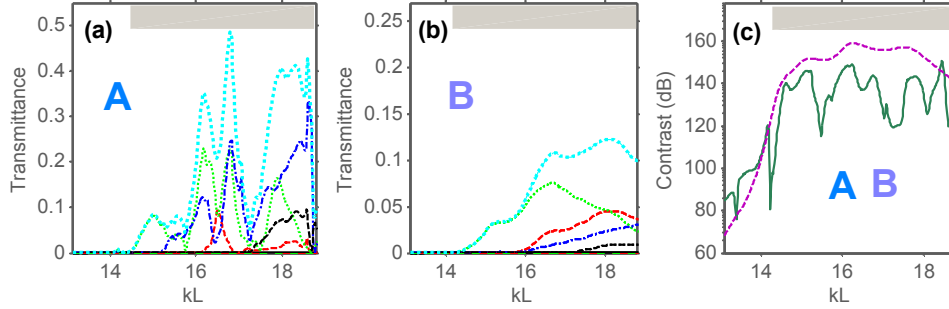 (a)
A
Transmittance
0.5
0.4
0.3
0.2
0.1
0
14
16
18
kL
(b)
B
Transmittance
0.25
0.2
0.15
0.1
0.05
0
14
16
18
kL
(c)
A B
Contrast (dB)
160
140
120
100
80
60
14
16
18
kL